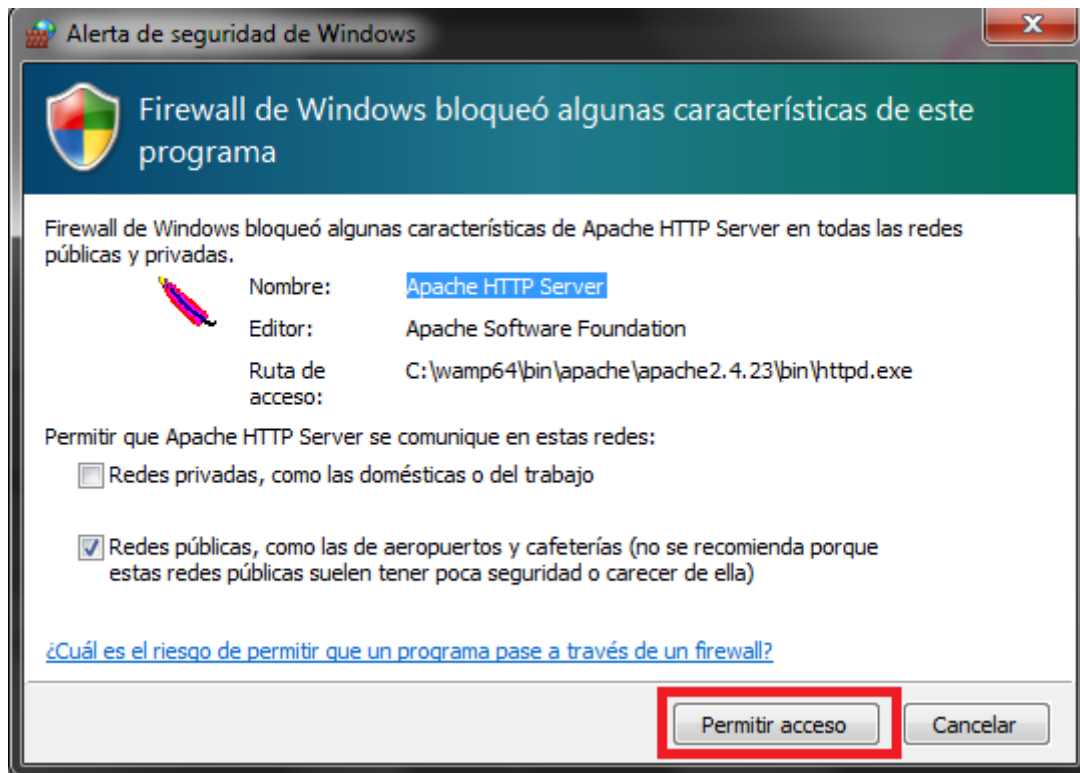 Alerta de seguridad de Windows
Firewall de Windows bloqueó algunas características de este
programa
Firewall de Windows bloqueó algunas características de Apache HTTP Server en todas las redes
públicas y privadas.
Nombre: Apache HTTP Server
Editor: Apache Software Foundation
Ruta de C:\wamp64\bin\apache\apache2.4.23\bin\httpd.exe
acceso:
Permitir que Apache HTTP Server se comunique en estas redes:
Redes privadas, como las domésticas o del trabajo
Redes públicas, como las de aeropuertos y cafeterías (no se recomienda porque
estas redes públicas suelen tener poca seguridad o carecer de ella)
¿Cuál es el riesgo de permitir que un programa pase a través de un firewall?
Permitir acceso Cancelar